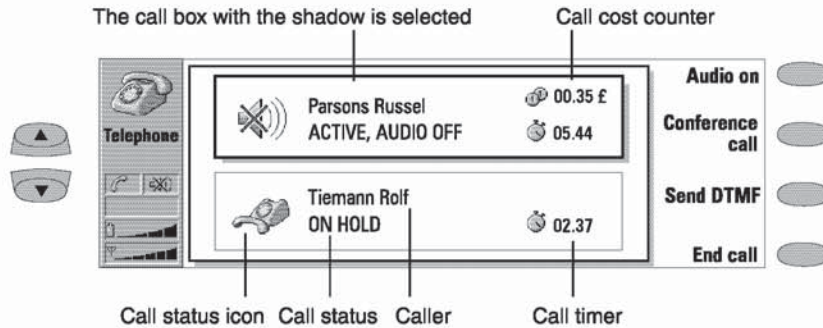 The call box with the shadow is selected
Call cost counter
Telephone
Parsons Russel
ACTIVE, AUDIO OFF
00.35 £
05.44
Tiemann Rolf
ON HOLD
02.37
Audio on
Conference
call
Send DTMF
End call
Call status icon
Call status
Caller
Call timer